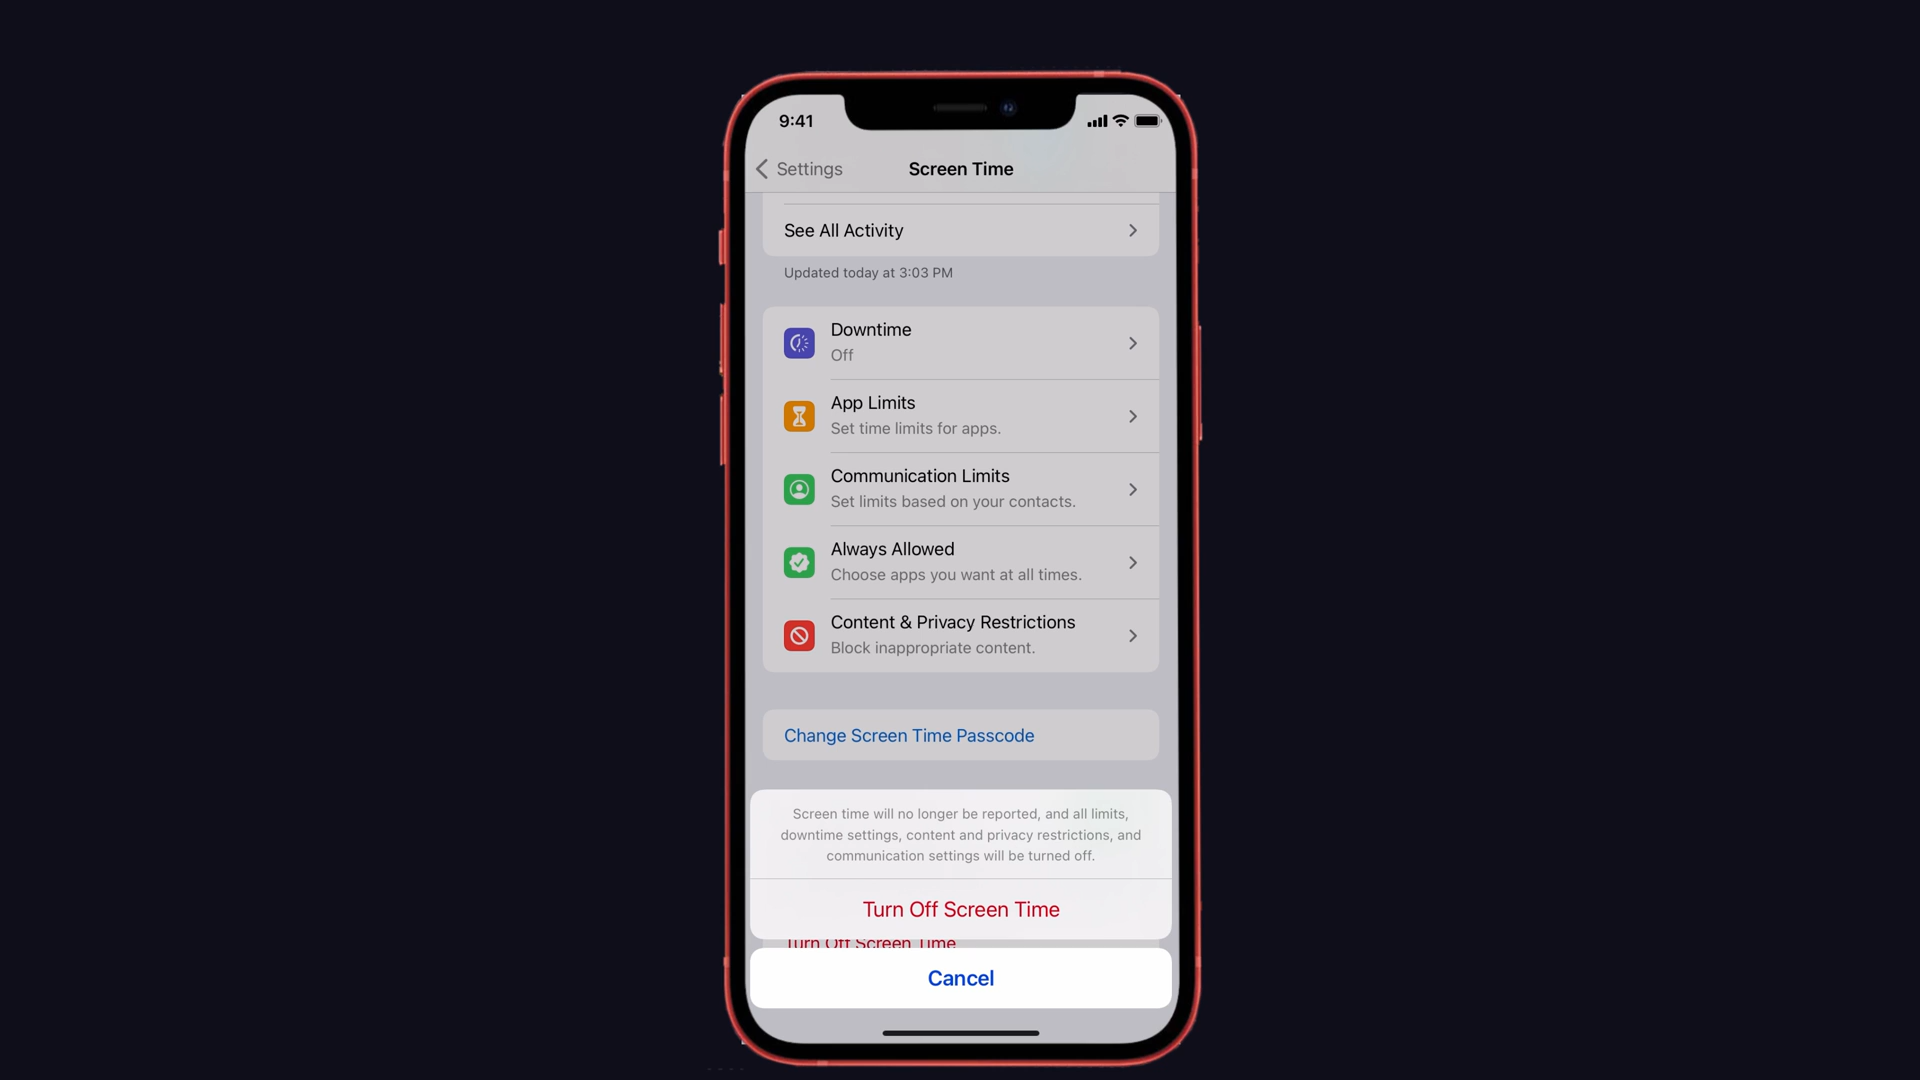 9:41
Settings
Screen Time
See All Activity
Updated today at 3:03 PM
Downtime
Off
App Limits
Set time limits for apps.
Communication Limits
Set limits based on your contacts.
Always Allowed
Choose apps you want at all times.
Content & Privacy Restrictions
Block inappropriate content.
Change Screen Time Passcode
Screen time will no longer be reported, and all limits,
downtime settings, content and privacy restrictions, and
communication settings will be turned off.
Turn Off Screen Time
Turn Off Screen Time
Cancel